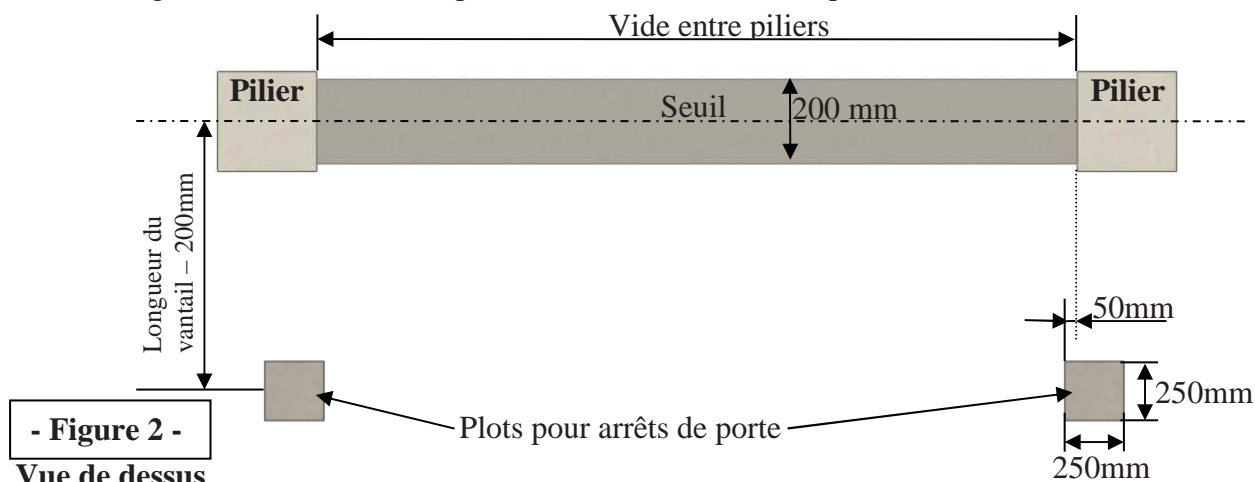 Vide entre piliers
Pilier
Seuil
200 mm
Pilier
Longueur du
vantail – 200mm
50mm
250mm
Plots pour arrêts de porte
- Figure 2 -
250mm
Vue de dessus